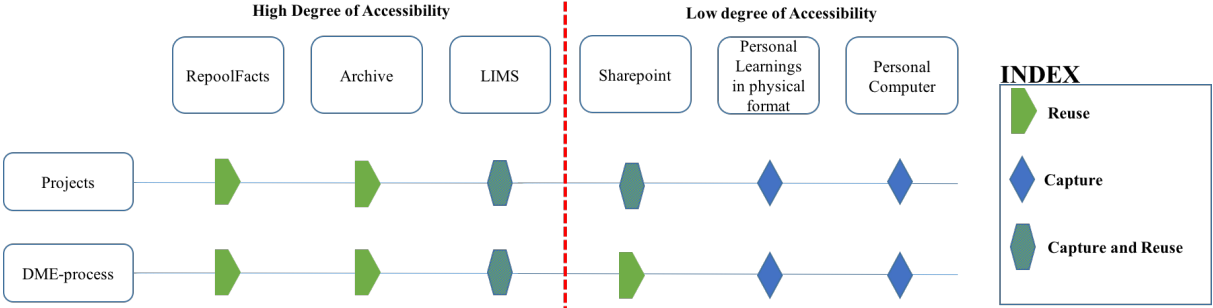 High Degree of Accessibility
Low degree of Accessibility
RepoolFacts
Archive
LIMS
Sharepoint
Personal
Learnings
in physical
format
Personal
Computer
INDEX
Reuse
Capture
Capture and Reuse
Projects
DME-process